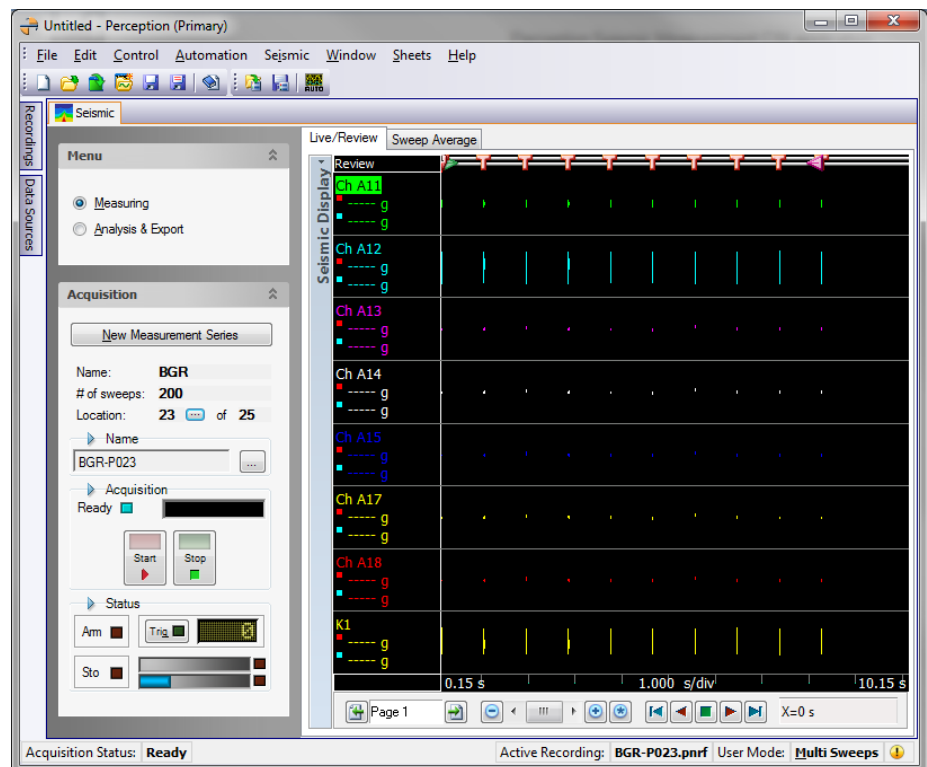 Untitled - Perception (Primary)
File Edit Control Automation Seismic Window Sheets Help
AUTO
Recordings
Data Sources
Seismic
Menu
Measuring
Analysis & Export
Acquisition
New Measurement Series
Name: BGR
# of sweeps: 200
Location: 23 ... of 25
Name
BGR-P023 ...
Acquisition
Ready
Start Stop
Status
Arm Trig 0
Sto
Live/Review Sweep Average
Seismic Display
Review
Ch A11
----- g
----- g
Ch A12
----- g
----- g
Ch A13
----- g
----- g
Ch A14
----- g
----- g
Ch A15
----- g
----- g
Ch A17
----- g
----- g
Ch A18
----- g
----- g
K1
----- g
----- g
0.15 s 1.000 s/div 10.15 s
Page 1 X=0 s
Acquisition Status: Ready Active Recording: BGR-P023.pnrf User Mode: Multi Sweeps